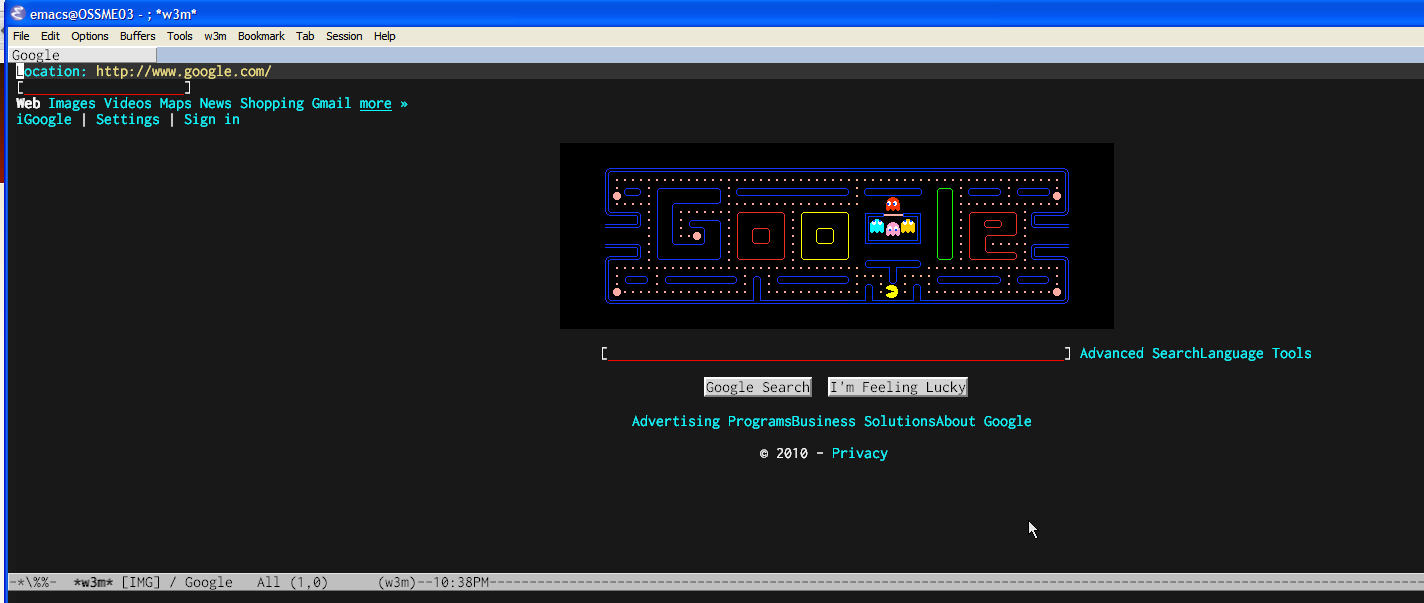 emacs@OSSME03 - ; *w3m*
File Edit Options Buffers Tools w3m Bookmark Tab Session Help
Google
Location: http://www.google.com/
[                    ]
Web Images Videos Maps News Shopping Gmail more »
iGoogle | Settings | Sign in
Google
[                    ] Advanced SearchLanguage Tools
Google Search I'm Feeling Lucky
Advertising ProgramsBusiness SolutionsAbout Google
© 2010 - Privacy
-*\%%- *w3m* [IMG] / Google All (1,0) (w3m)--10:38PM--------------------